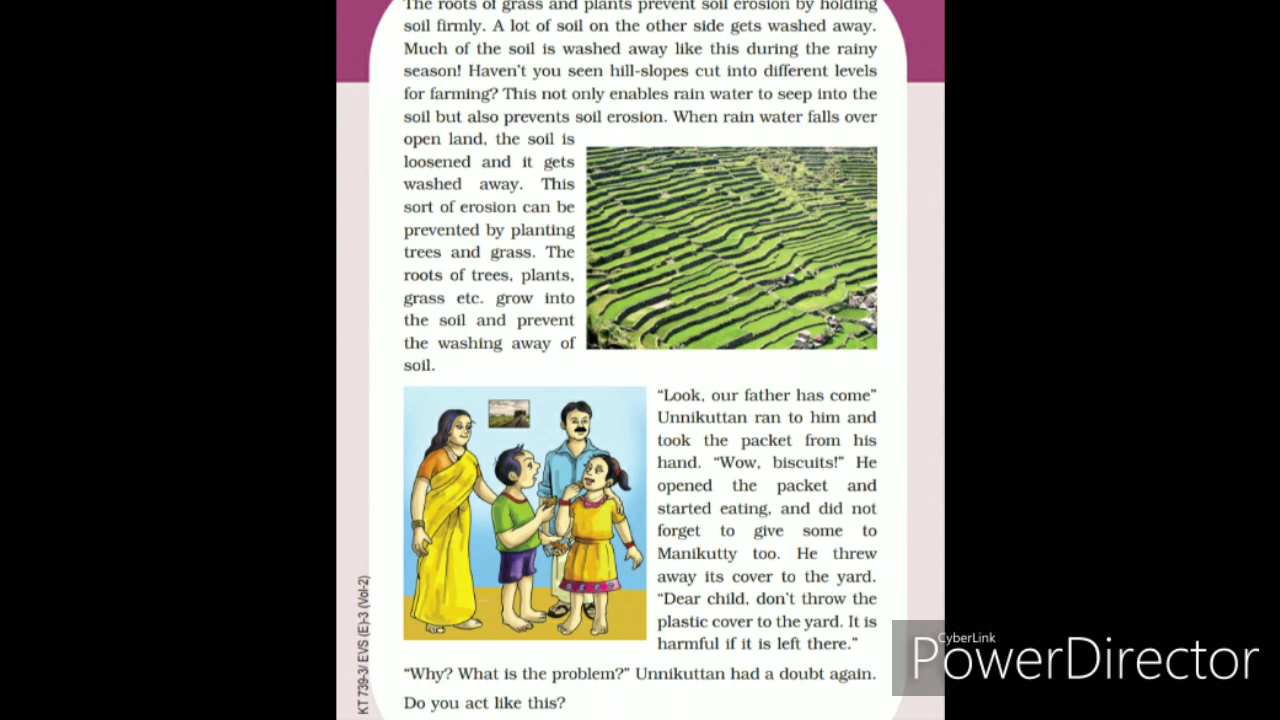 The roots of grass and plants prevent soil erosion by holding
soil firmly. A lot of soil on the other side gets washed away.
Much of the soil is washed away like this during the rainy
season! Haven't you seen hill-slopes cut into different levels
for farming? This not only enables rain water to seep into the
soil but also prevents soil erosion. When rain water falls over
open land, the soil is
loosened and it gets
washed away. This
sort of erosion can be
prevented by planting
trees and grass. The
roots of trees, plants,
grass etc. grow into
the soil and prevent
the washing away of
soil.
“Look, our father has come”
Unnikuttan ran to him and
took the packet from his
hand. “Wow, biscuits!” He
opened the packet and
started eating, and did not
forget to give some to
Manikutty too. He threw
away its cover to the yard.
“Dear child, don't throw the
plastic cover to the yard. It is
harmful if it is left there.”
“Why? What is the problem?” Unnikuttan had a doubt again.
Do you act like this?
KT 739-3/ EVS (E)-3 (Vol-2)
CyberLink
PowerDirector